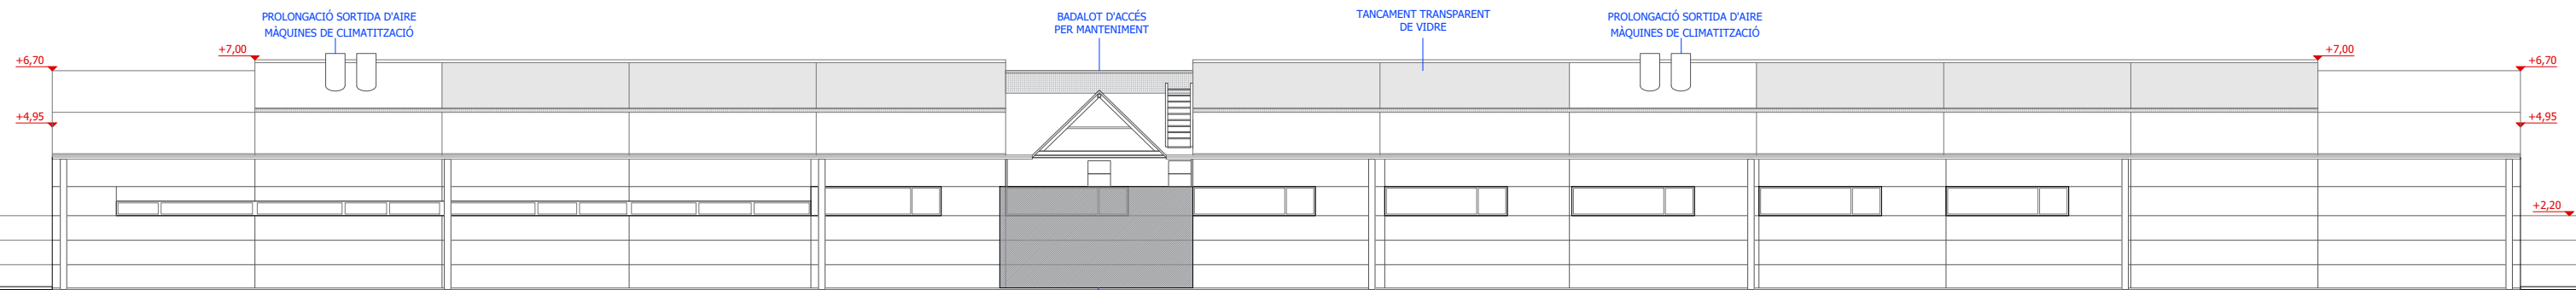 PROLONGACIÓ SORTIDA D'AIRE
MÀQUINES DE CLIMATITZACIÓ
BADALOT D'ACCÉS
PER MANTENIMENT
TANCAMENT TRANSPARENT
DE VIDRE
PROLONGACIÓ SORTIDA D'AIRE
MÀQUINES DE CLIMATITZACIÓ
+7,00
+7,00
+6,70
+6,70
+4,95
+4,95
+2,20